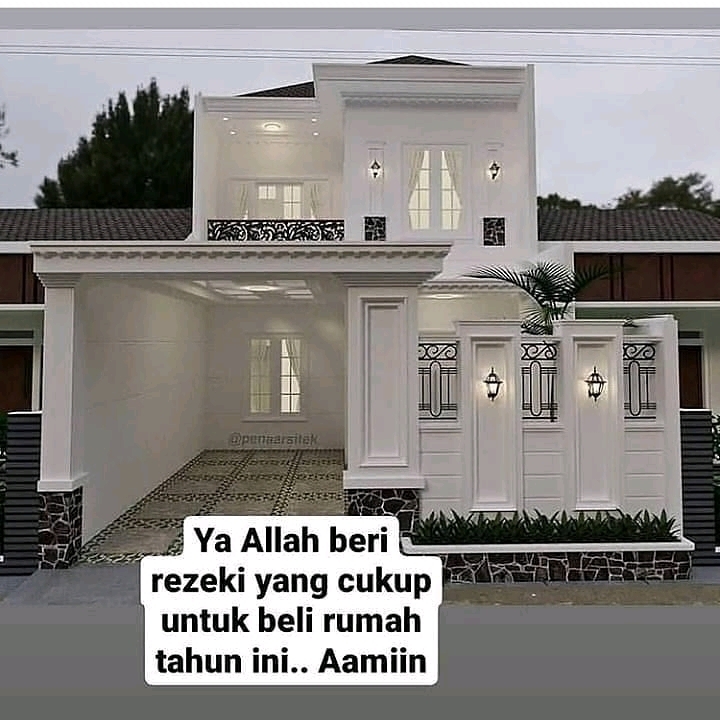 @penaarsitek
Ya Allah beri
rezeki yang cukup
untuk beli rumah
tahun ini.. Aamiin